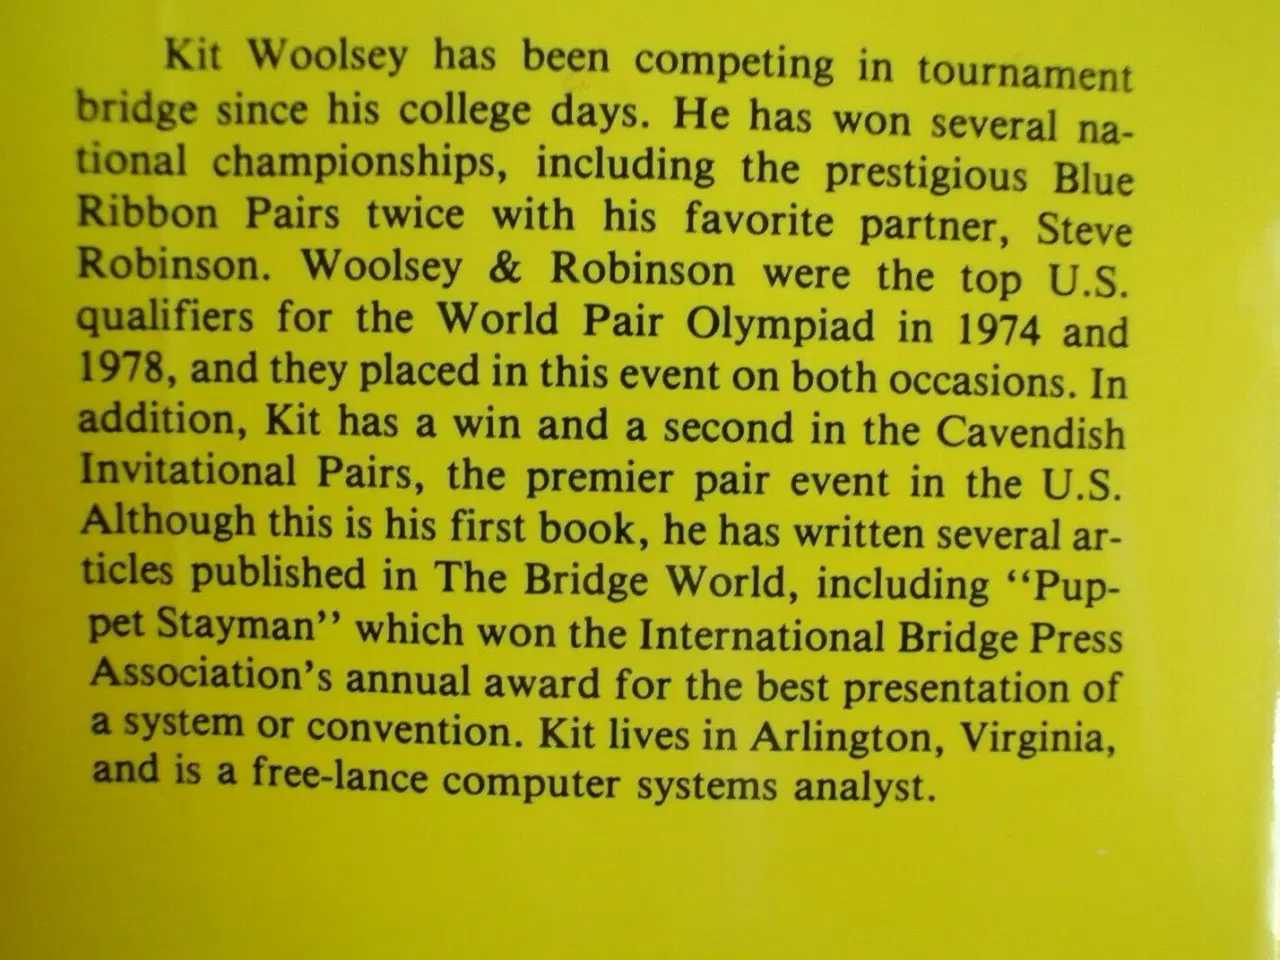 Kit Woolsey has been competing in tournament
bridge since his college days. He has won several na-
tional championships, including the prestigious Blue
Ribbon Pairs twice with his favorite partner, Steve
Robinson. Woolsey & Robinson were the top U.S.
qualifiers for the World Pair Olympiad in 1974 and
1978, and they placed in this event on both occasions. In
addition, Kit has a win and a second in the Cavendish
Invitational Pairs, the premier pair event in the U.S.
Although this is his first book, he has written several ar-
ticles published in The Bridge World, including ‘‘Pup-
pet Stayman’’ which won the International Bridge Press
Association’s annual award for the best presentation of
a system or convention. Kit lives in Arlington, Virginia,
and is a free-lance computer systems analyst.